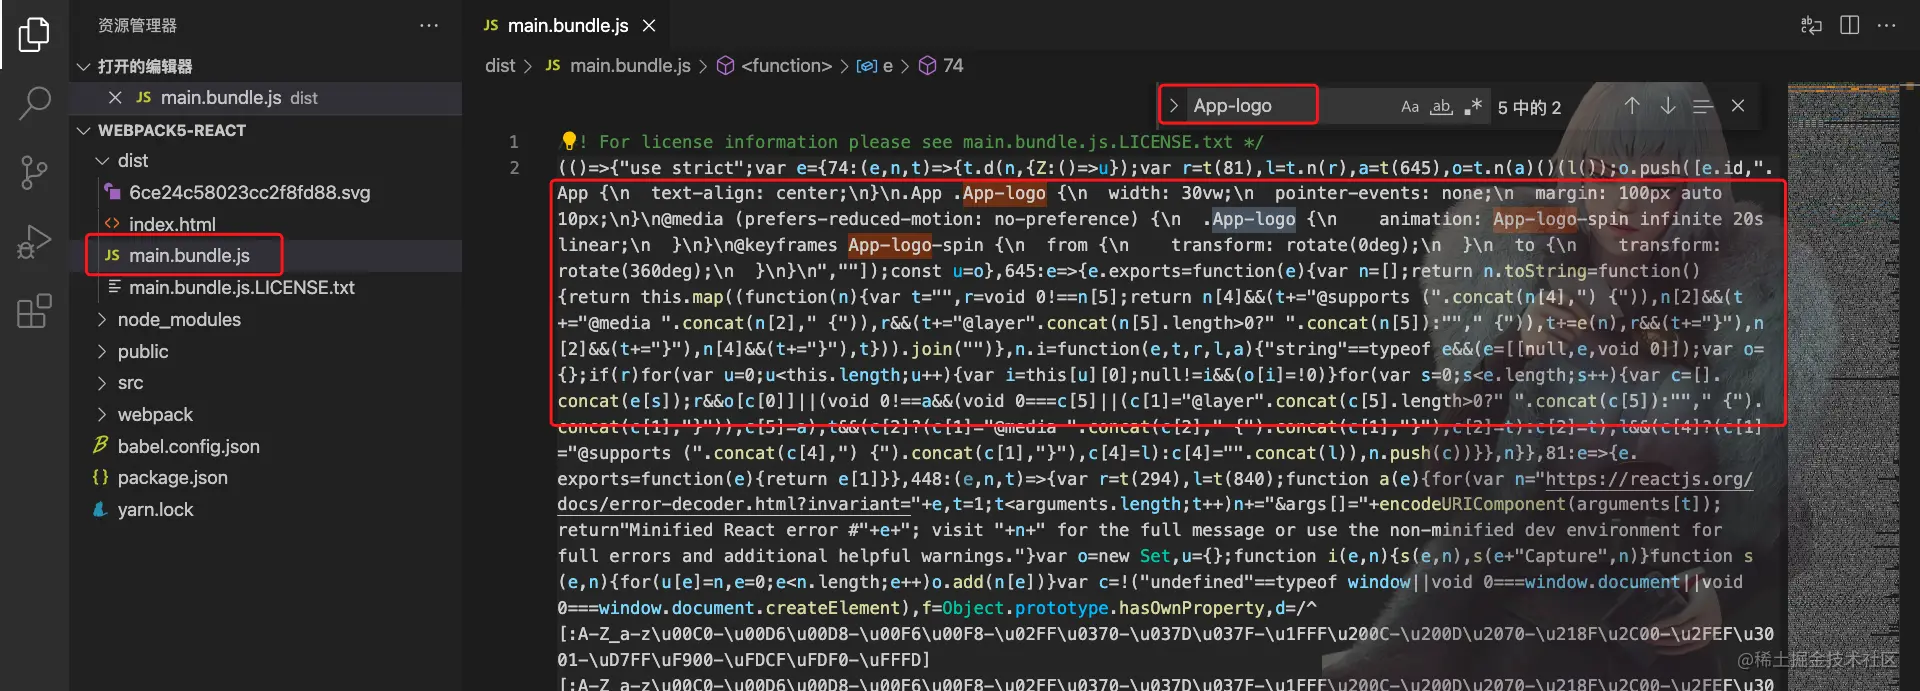 资源管理器
打开的编辑器
JS main.bundle.js dist
WEBPACK5-REACT
dist
6ce24c58023cc2f8fd88.svg
index.html
JS main.bundle.js
main.bundle.js.LICENSE.txt
node_modules
public
src
webpack
babel.config.json
package.json
yarn.lock
JS main.bundle.js
dist > JS main.bundle.js > <function> > e > 74
App-logo
Aa ab 5 中的 2
1 /*! For license information please see main.bundle.js.LICENSE.txt */
2 (()=>{"use strict";var e={74:(e,n,t)=>{t.d(n,{Z:()=>u});var r=t(81),l=t.n(r),a=t(645),o=t.n(a)()(l());o.push([e.id,".
App {\n  text-align: center;\n}\n.App .App-logo {\n  width: 30vw;\n  pointer-events: none;\n  margin: 100px auto
10px;\n}\n@media (prefers-reduced-motion: no-preference) {\n  .App-logo {\n    animation: App-logo-spin infinite 20s
linear;\n  }\n}\n@keyframes App-logo-spin {\n  from {\n    transform: rotate(0deg);\n  }\n  to {\n    transform:
rotate(360deg);\n  }\n}\n",""]);const u=o},645:e=>{e.exports=function(e){var n=[];return n.toString=function()
{return this.map((function(n){var t="",r=void 0!==n[5];return n[4]&&(t+="@supports (".concat(n[4],") {")),n[2]&&(t
+="@media ".concat(n[2]," {")),r&&(t+="@layer".concat(n[5].length>0?" ".concat(n[5]):""," {")),t+=e(n),r&&(t+="}"),n
[2]&&(t+="}"),n[4]&&(t+="}"),t})).join("")},n.i=function(e,t,r,l,a){"string"==typeof e&&(e=[[null,e,void 0]]);var o=
{};if(r)for(var u=0;u<this.length;u++){var i=this[u][0];null!=i&&(o[i]=!0)}for(var s=0;s<e.length;s++){var c=[].
concat(e[s]);r&&o[c[0]]||(void 0!==a&&(void 0===c[5]||(c[1]="@layer".concat(c[5].length>0?" ".concat(c[5]):""," {").
concat(c[1],"}")),c[5]=a),t&&(c[2]?(c[1]="@media ".concat(c[2]," {").concat(c[1],"}"),c[2]=t):c[2]=t),l&&(c[4]?(c[1]
="@supports (".concat(c[4],") {").concat(c[1],"}"),c[4]=l):c[4]="".concat(l)),n.push(c))}},n}},81:e=>{e.
exports=function(e){return e[1]}},448:(e,n,t)=>{var r=t(294),l=t(840);function a(e){for(var n="https://reactjs.org/
docs/error-decoder.html?invariant="+e,t=1;t<arguments.length;t++)n+="&args[]="+encodeURIComponent(arguments[t]);
return"Minified React error #"+e+"; visit "+n+" for the full message or use the non-minified dev environment for
full errors and additional helpful warnings."}var o=new Set,u={};function i(e,n){s(e,n),s(e+"Capture",n)}function s
(e,n){for(u[e]=n,e=0;e<n.length;e++)o.add(n[e])}var c=!("undefined"==typeof window||void 0===window.document||void
0===window.document.createElement),f=Object.prototype.hasOwnProperty,d=/^
[:A-Z_a-z\u00C0-\u00D6\u00D8-\u00F6\u00F8-\u02FF\u0370-\u037D\u037F-\u1FFF\u200C-\u200D\u2070-\u218F\u2C00-\u2FEF\u30
01-\uD7FF\uF900-\uFDCF\uFDF0-\uFFFD]
[:A-Z_a-z\u00C0-\u00D6\u00D8-\u00F6\u00F8-\u02FF\u0370-\u037D\u037F-\u1FFF\u200C-\u200D\u2070-\u218F\u2C00-\u2FEF\u30
@稀土掘金技术社区